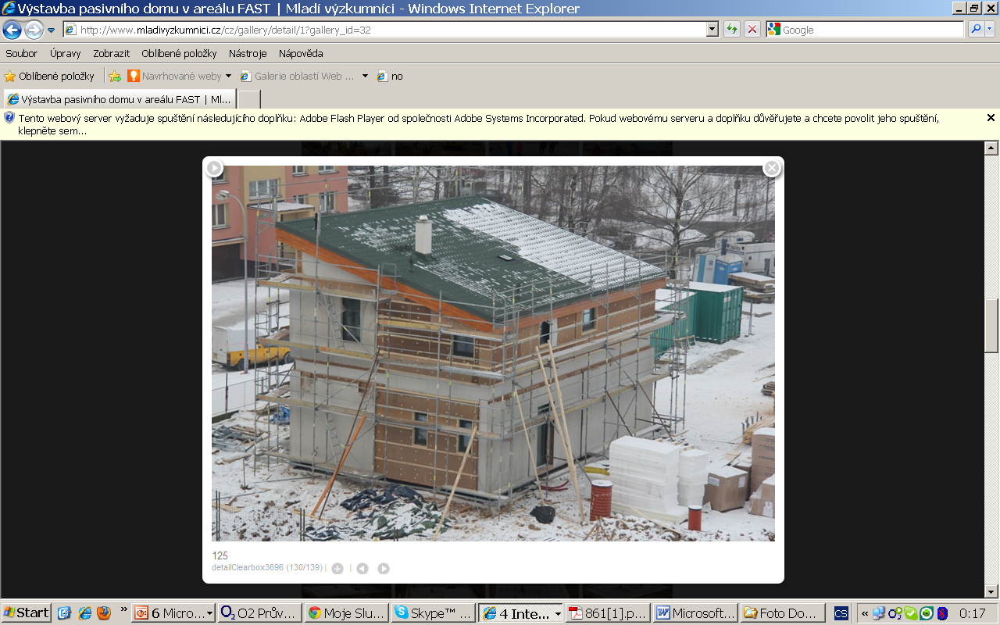 Výstavba pasivního domu v areálu FAST | Mladí výzkumníci - Windows Internet Explorer
http://www.mladivyzkumnici.cz/cz/gallery/detail/1?gallery_id=32
Google
Soubor Úpravy Zobrazit Oblíbené položky Nástroje Nápověda
Oblíbené položky Navrhované weby Galerie oblastí Web ... no
Výstavba pasivního domu v areálu FAST | Ml...
Tento webový server vyžaduje spuštění následujícího doplňku: Adobe Flash Player od společnosti Adobe Systems Incorporated. Pokud webovému serveru a doplňku důvěřujete a chcete povolit jeho spuštění,
klepněte sem...
125
detailClearbox3696 (130/139) | |
Start » 6 Micro... O2 Prův... Moje Slu... Skype™ ... 4 Inte... 861[1].p... Microsoft... Foto Do... CS « 0:17